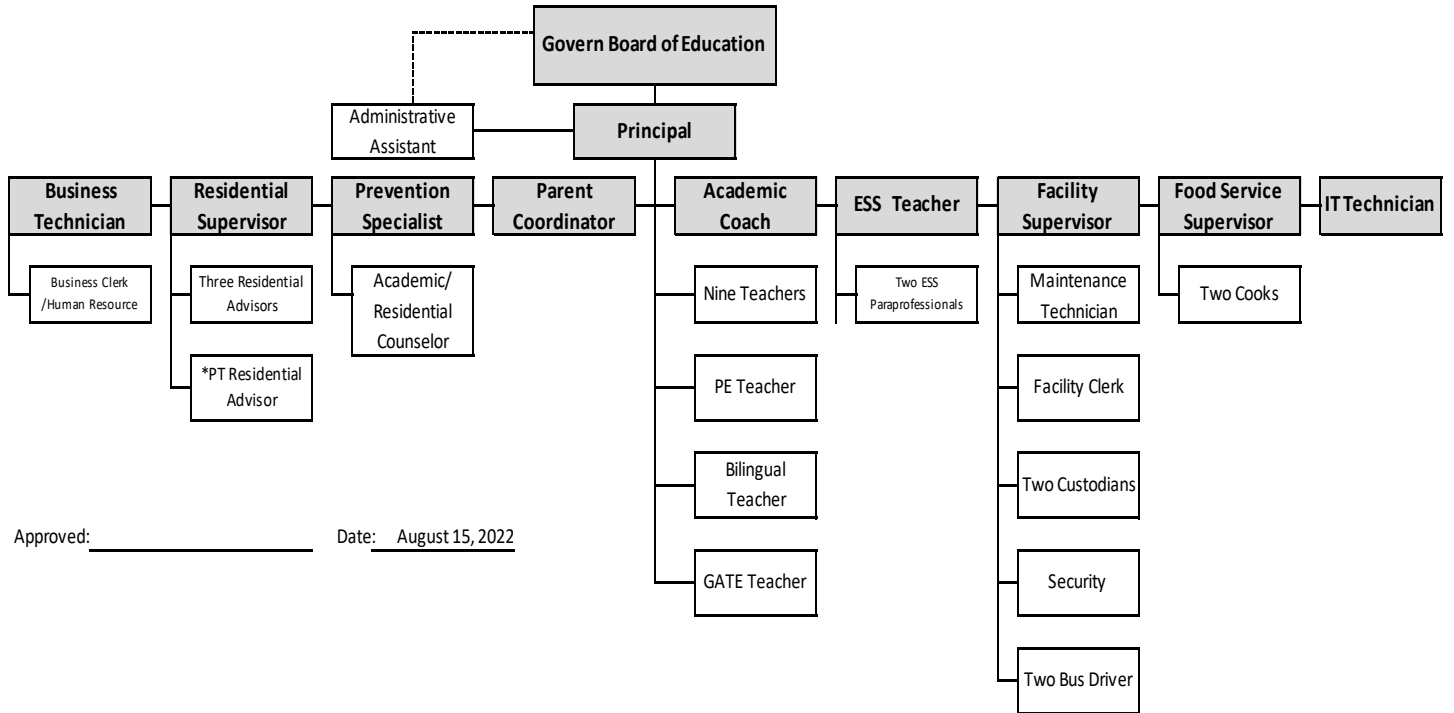 Govern Board of Education
Administrative
Assistant
Principal
Business
Technician
Residential
Supervisor
Prevention
Specialist
Parent
Coordinator
Academic
Coach
ESS Teacher
Facility
Supervisor
Food Service
Supervisor
IT Technician
Business Clerk
/Human Resource
Three Residential
Advisors
Academic/
Residential
Counselor
Nine Teachers
Two ESS
Paraprofessionals
Maintenance
Technician
Two Cooks
*PT Residential
Advisor
PE Teacher
Facility Clerk
Bilingual
Teacher
Two Custodians
Approved: Date: August 15, 2022
GATE Teacher
Security
Two Bus Driver